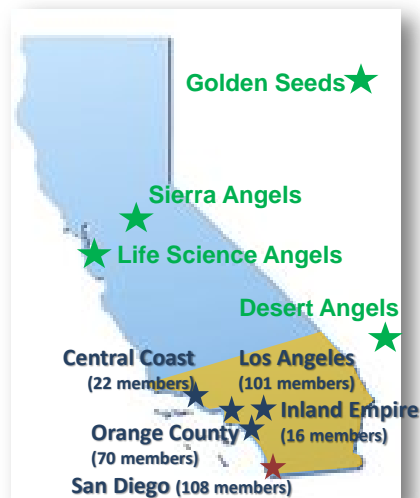 Golden Seeds
Sierra Angels
Life Science Angels
Desert Angels
Central Coast
(22 members)
Los Angeles
(101 members)
Inland Empire
(16 members)
Orange County
(70 members)
San Diego (108 members)